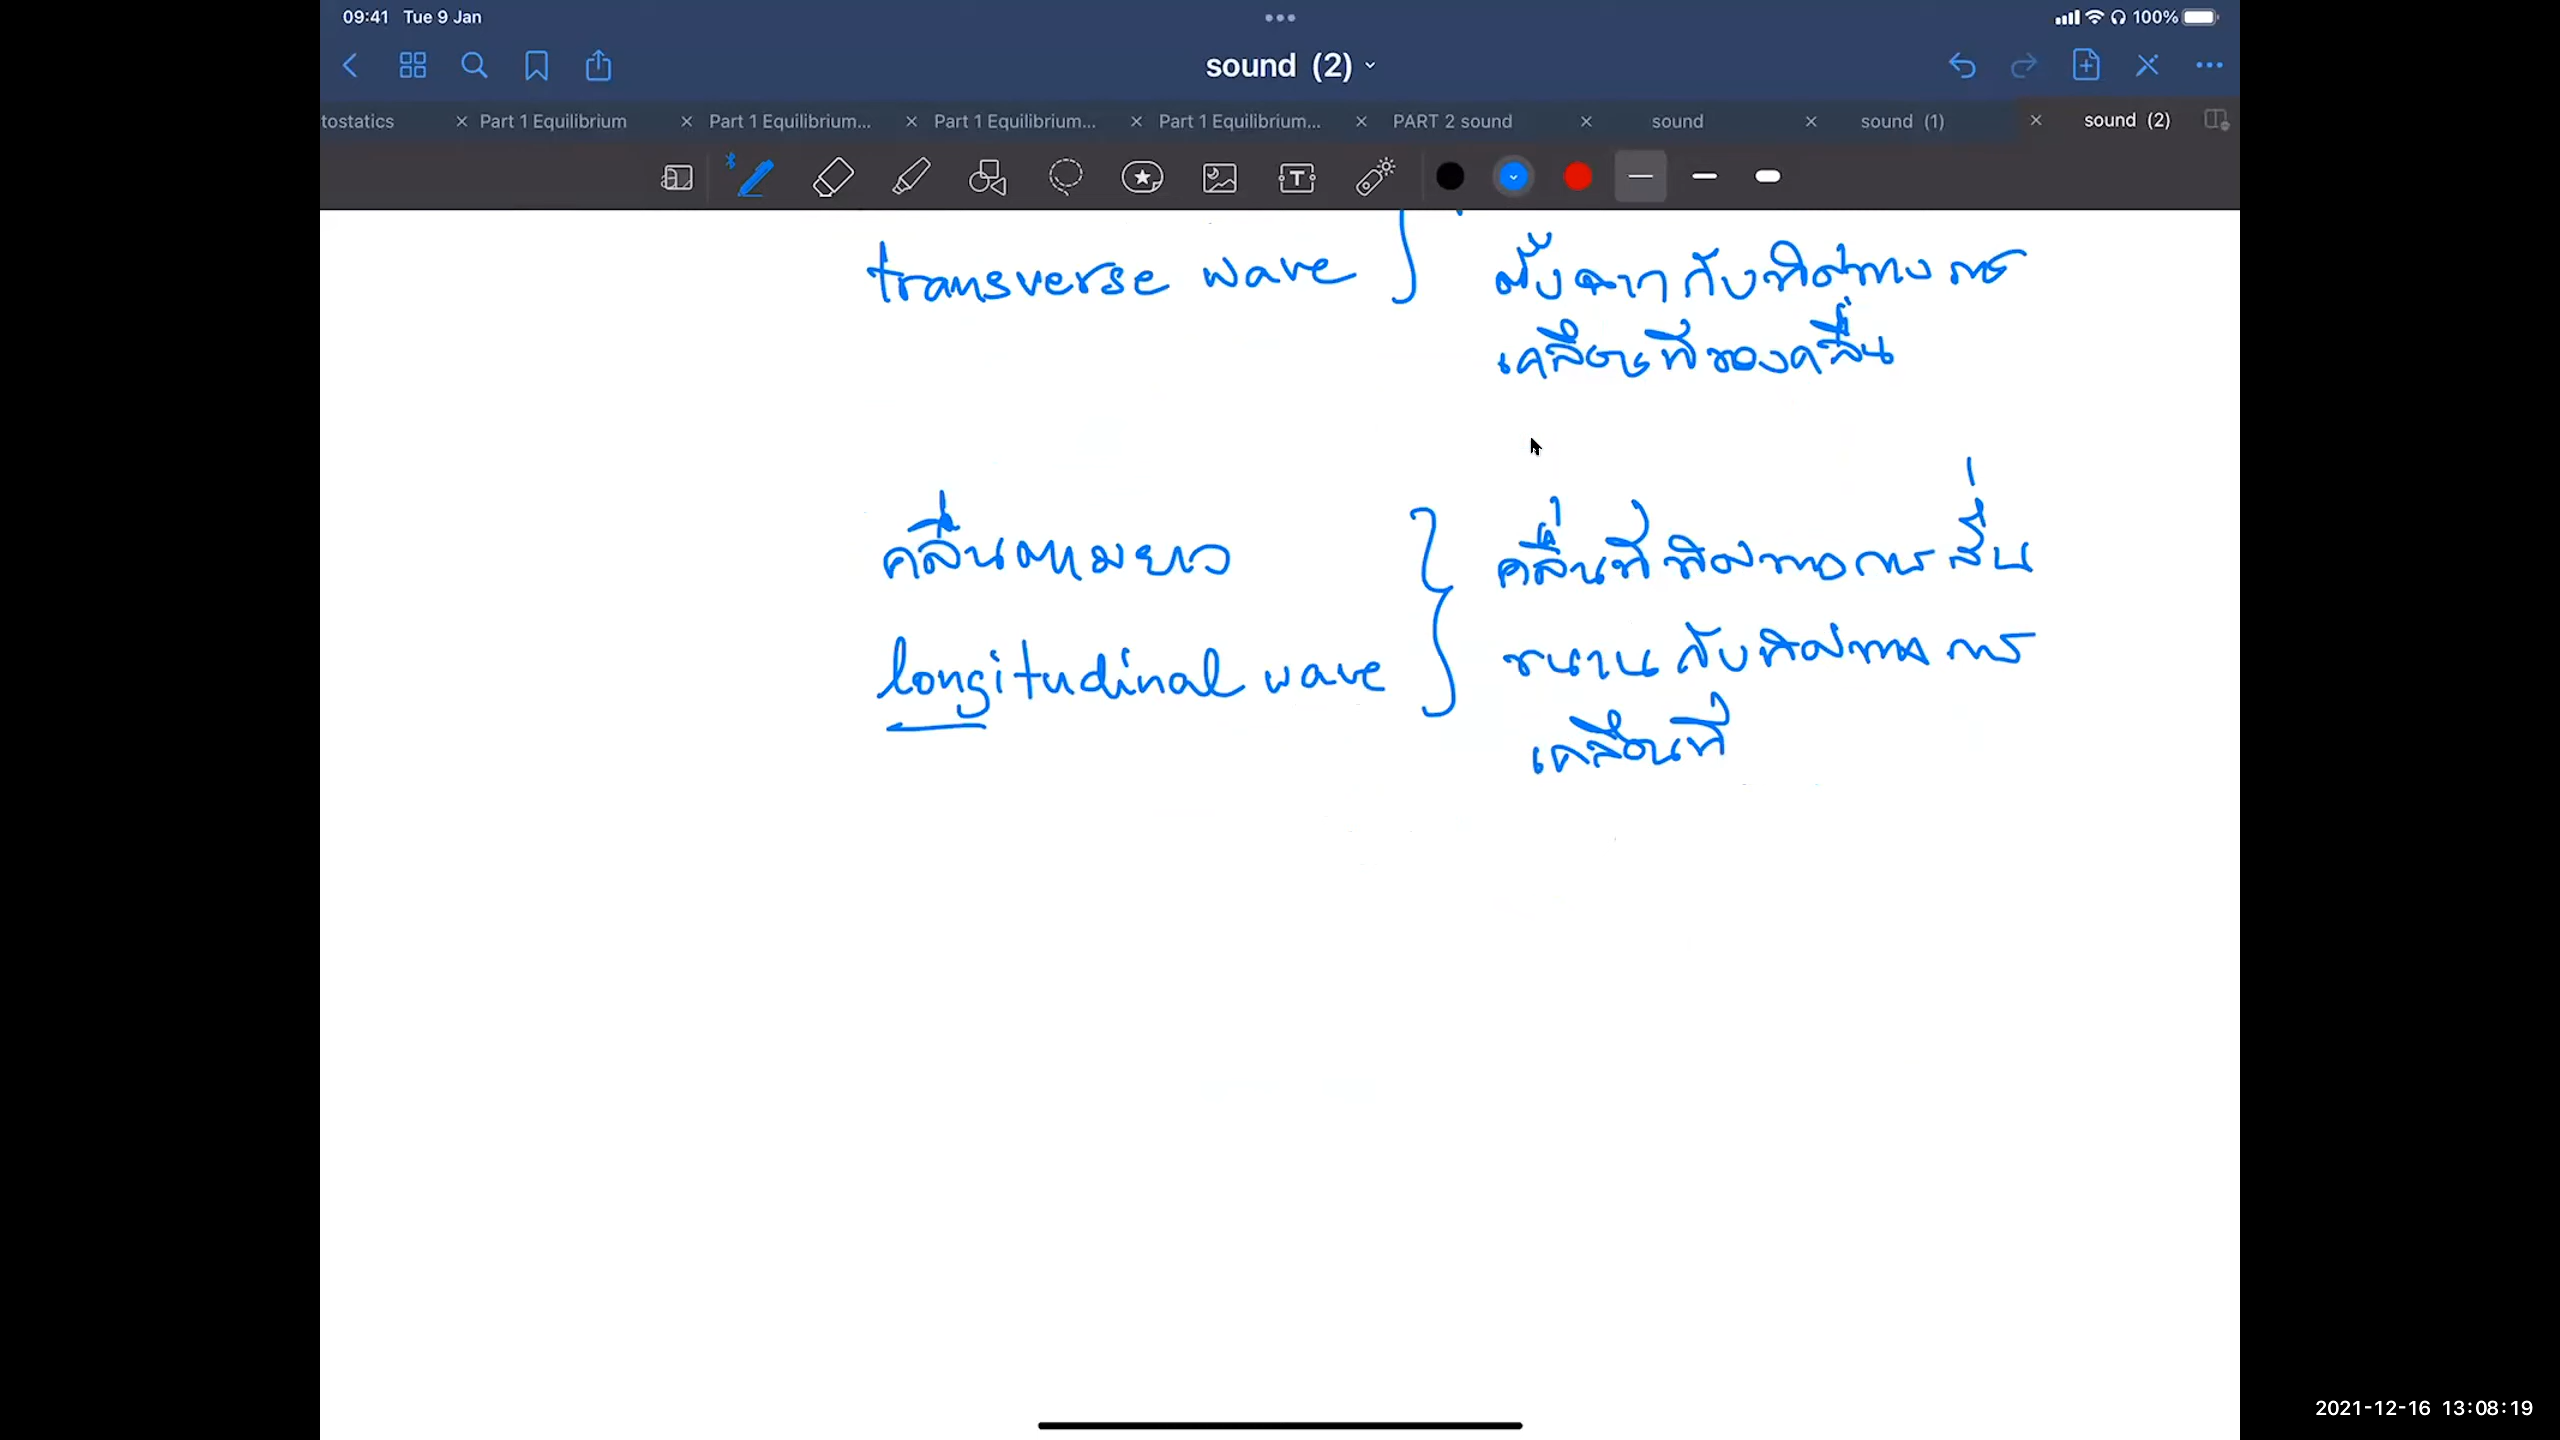 09:41 Tue 9 Jan
100%
sound (2)
tostatics
Part 1 Equilibrium
Part 1 Equilibrium...
Part 1 Equilibrium...
Part 1 Equilibrium...
PART 2 sound
sound
sound (1)
sound (2)
transverse wave
ตั้งฉากกับทิศทางการ
เคลื่อนที่ของคลื่น
คลื่นตามยาว
longitudinal wave
คลื่นที่ทิศทางการสั่น
ขนานกับทิศทางการ
เคลื่อนที่
2021-12-16 13:08:19